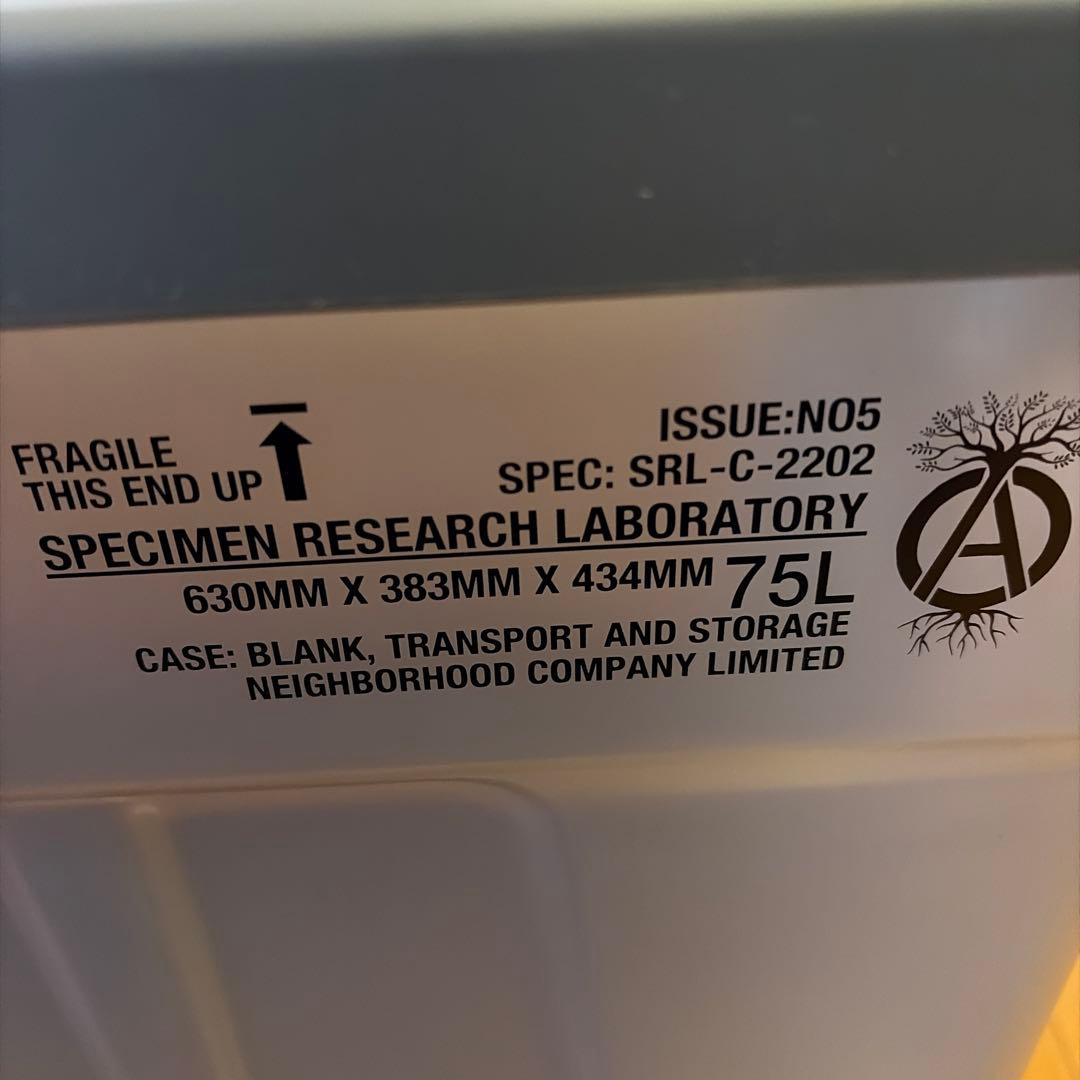 FRAGILE
THIS END UP
ISSUE:NO5
SPEC: SRL-C-2202
SPECIMEN RESEARCH LABORATORY
630MM X 383MM X 434MM 75L
CASE: BLANK, TRANSPORT AND STORAGE
NEIGHBORHOOD COMPANY LIMITED
A